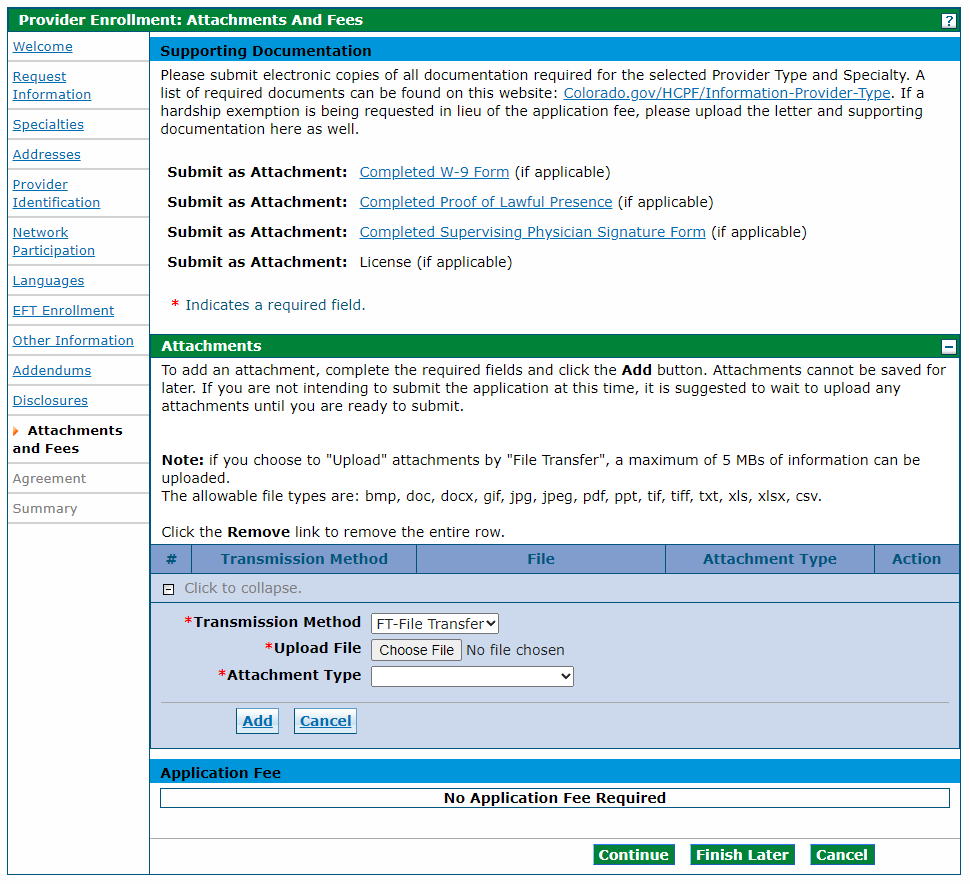 Provider Enrollment: Attachments And Fees
?
Welcome
Request
Information
Specialties
Addresses
Provider
Identification
Network
Participation
Languages
EFT Enrollment
Other Information
Addendums
Disclosures
Attachments
and Fees
Agreement
Summary
Supporting Documentation
Please submit electronic copies of all documentation required for the selected Provider Type and Specialty. A
list of required documents can be found on this website: Colorado.gov/HCPF/Information-Provider-Type. If a
hardship exemption is being requested in lieu of the application fee, please upload the letter and supporting
documentation here as well.
Submit as Attachment: Completed W-9 Form (if applicable)
Submit as Attachment: Completed Proof of Lawful Presence (if applicable)
Submit as Attachment: Completed Supervising Physician Signature Form (if applicable)
Submit as Attachment: License (if applicable)
* Indicates a required field.
Attachments
To add an attachment, complete the required fields and click the Add button. Attachments cannot be saved for
later. If you are not intending to submit the application at this time, it is suggested to wait to upload any
attachments until you are ready to submit.
Note: if you choose to "Upload" attachments by "File Transfer", a maximum of 5 MBs of information can be
uploaded.
The allowable file types are: bmp, doc, docx, gif, jpg, jpeg, pdf, ppt, tif, tiff, txt, xls, xlsx, csv.
Click the Remove link to remove the entire row.
# Transmission Method File Attachment Type Action
Click to collapse.
*Transmission Method FT-File Transfer
*Upload File Choose File No file chosen
*Attachment Type
Add Cancel
Application Fee
No Application Fee Required
Continue Finish Later Cancel